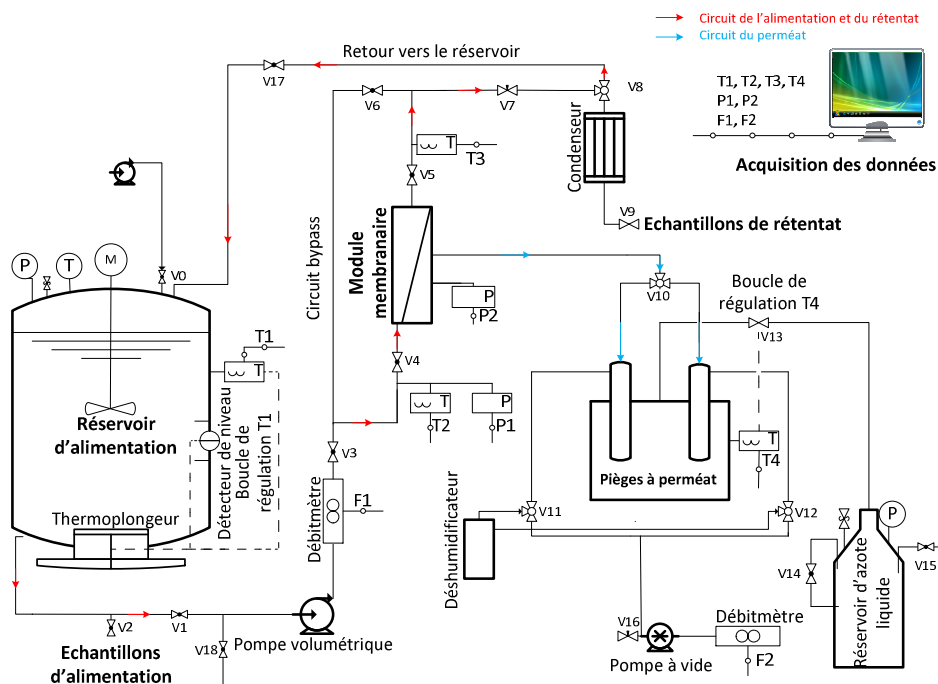 Circuit de l'alimentation et du rétentat
Circuit du perméat
Retour vers le réservoir
V17
V6
V7
V8
T1, T2, T3, T4
P1, P2
F1, F2
Acquisition des données
T
T3
V5
Condenseur
V9
Echantillons de rétentat
P
T
M
V0
Circuit bypass
Module
membranaire
P
P2
V10
Boucle de
régulation T4
V13
T1
T
V4
T
T2
P
P1
Réservoir
d'alimentation
Détecteur de niveau
Boucle de
régulation T1
V3
Pièges à perméat
T
T4
Thermoplongeur
Débitmètre
F1
Déshumidificateur
V11
V12
P
V14
V15
Réservoir d'azote
liquide
V2
V1
V18
Pompe volumétrique
Echantillons
d'alimentation
V16
Pompe à vide
Débitmètre
F2